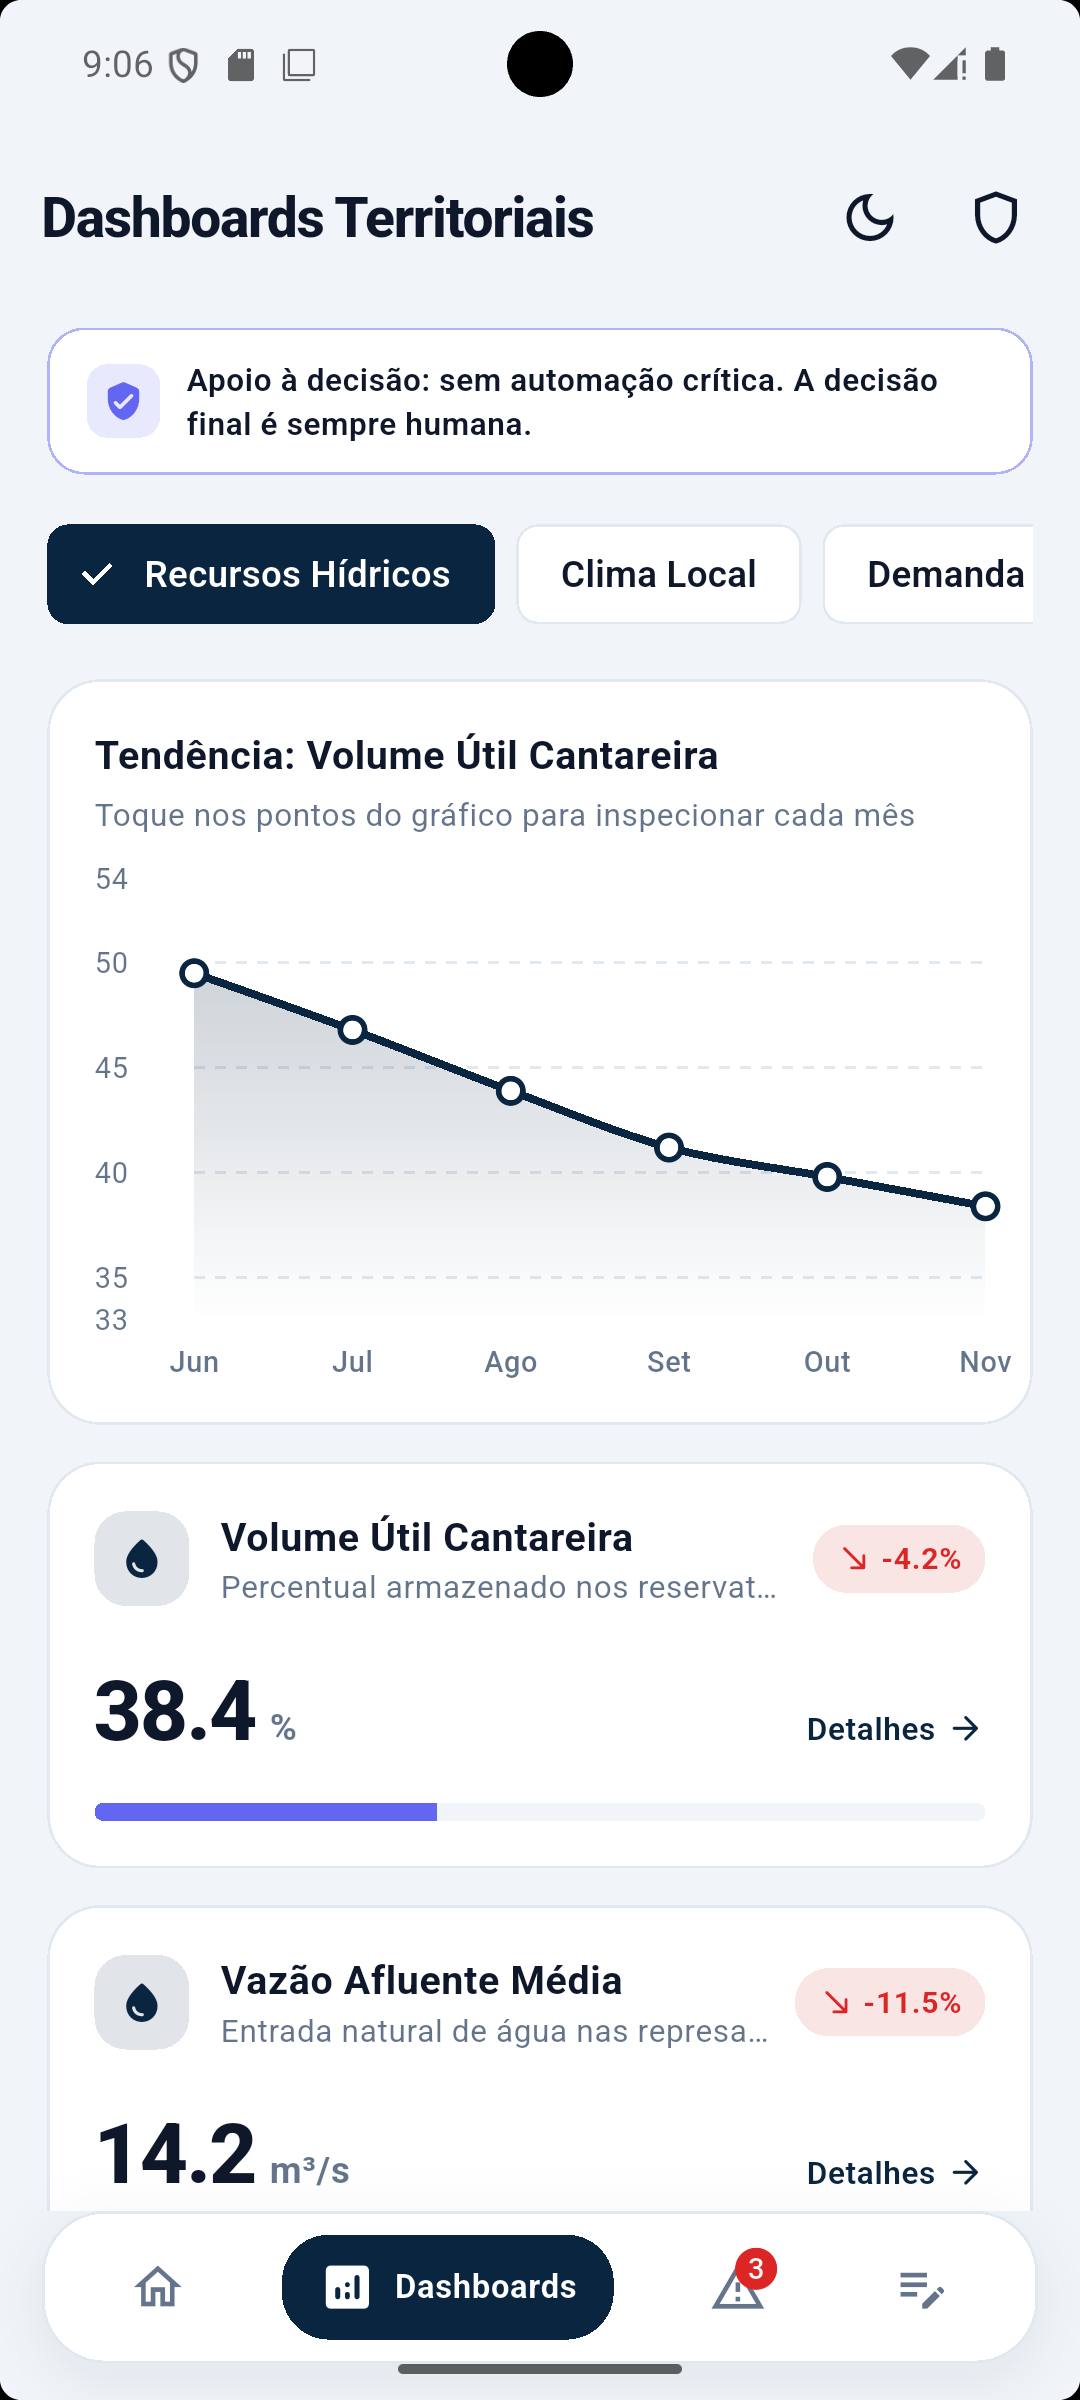 9:06
Dashboards Territoriais
Apoio à decisão: sem automação crítica. A decisão
final é sempre humana.
Recursos Hídricos
Clima Local
Demanda
Tendência: Volume Útil Cantareira
Toque nos pontos do gráfico para inspecionar cada mês
54
50
45
40
35
33
Jun Jul Ago Set Out Nov
Volume Útil Cantareira
Percentual armazenado nos reservat...
-4.2%
38.4 %
Detalhes
Vazão Afluente Média
Entrada natural de água nas represa...
-11.5%
14.2 m³/s
Detalhes
Dashboards
3